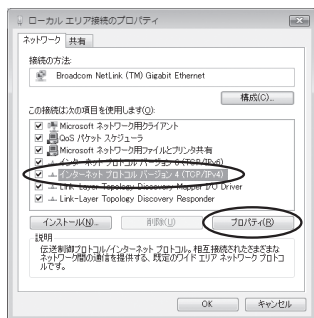 ローカル エリア接続のプロパティ
ネットワーク 共有
接続の方法:
Broadcom NetLink (TM) Gigabit Ethernet
構成(C)...
この接続は次の項目を使用します(O):
Microsoft ネットワーク用クライアント
QoS パケット スケジューラ
Microsoft ネットワーク用ファイルとプリンタ共有
インターネット プロトコル バージョン 6 (TCP/IPv6)
インターネット プロトコル バージョン 4 (TCP/IPv4)
Link-Layer Topology Discovery Mapper I/O Driver
Link-Layer Topology Discovery Responder
インストール(N)... 削除(U) プロパティ(R)
説明
伝送制御プロトコル/インターネット プロトコル。相互接続されたさまざまな
ネットワーク間の通信を提供する、既定のワイド エリア ネットワーク プロトコ
ルです。
OK キャンセル